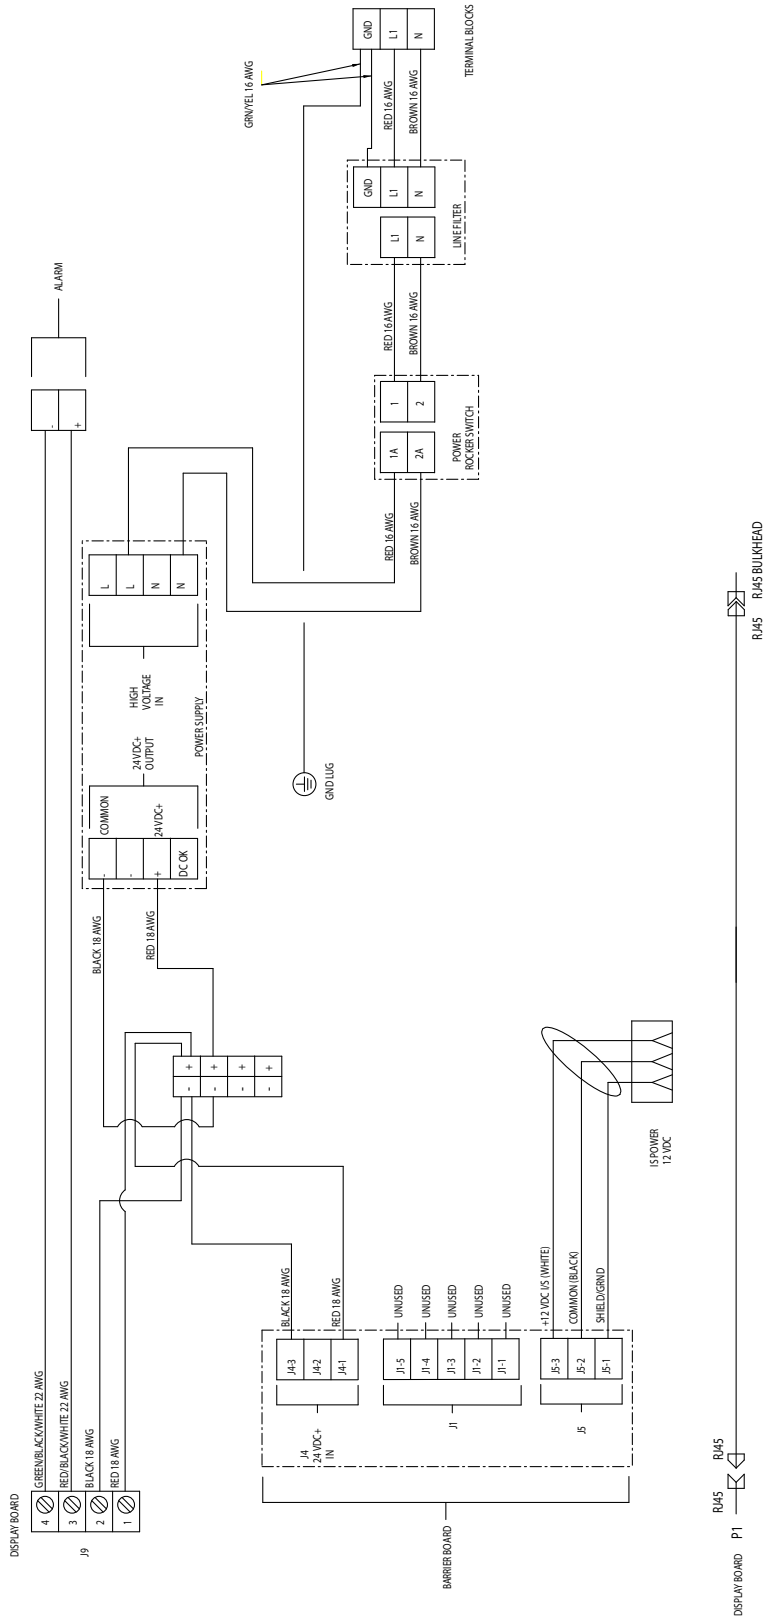 DISPLAY BOARD
J9
4
3
2
1
GREEN/BLACK/WHITE 22 AWG
RED/BLACK/WHITE 22 AWG
BLACK 18 AWG
RED 18 AWG
-
+
ALARM
BLACK 18 AWG
RED 18 AWG
-
-
+
DC OK
COMMON
24 VDC+
24 VDC+
OUTPUT
HIGH
VOLTAGE
IN
POWER SUPPLY
L
L
N
N
- +
- +
- +
- +
GND LUG
GRN/YEL 16 AWG
GND
L1
N
TERMINAL BLOCKS
RED 16 AWG
BROWN 16 AWG
GND
L1
N
L1
N
LINE FILTER
RED 16 AWG
BROWN 16 AWG
1
2
1A
2A
POWER
ROCKER SWITCH
RED 16 AWG
BROWN 16 AWG
BARRIER BOARD
J4
24 VDC+
IN
J4-3
J4-2
J4-1
BLACK 18 AWG
RED 18 AWG
J1
J1-5
J1-4
J1-3
J1-2
J1-1
UNUSED
UNUSED
UNUSED
UNUSED
UNUSED
J5
J5-3
J5-2
J5-1
+12 VDC I/S (WHITE)
COMMON (BLACK)
SHIELD/GRND
IS POWER
12 VDC
DISPLAY BOARD P1
RJ45
RJ45
RJ45
RJ45 BULKHEAD